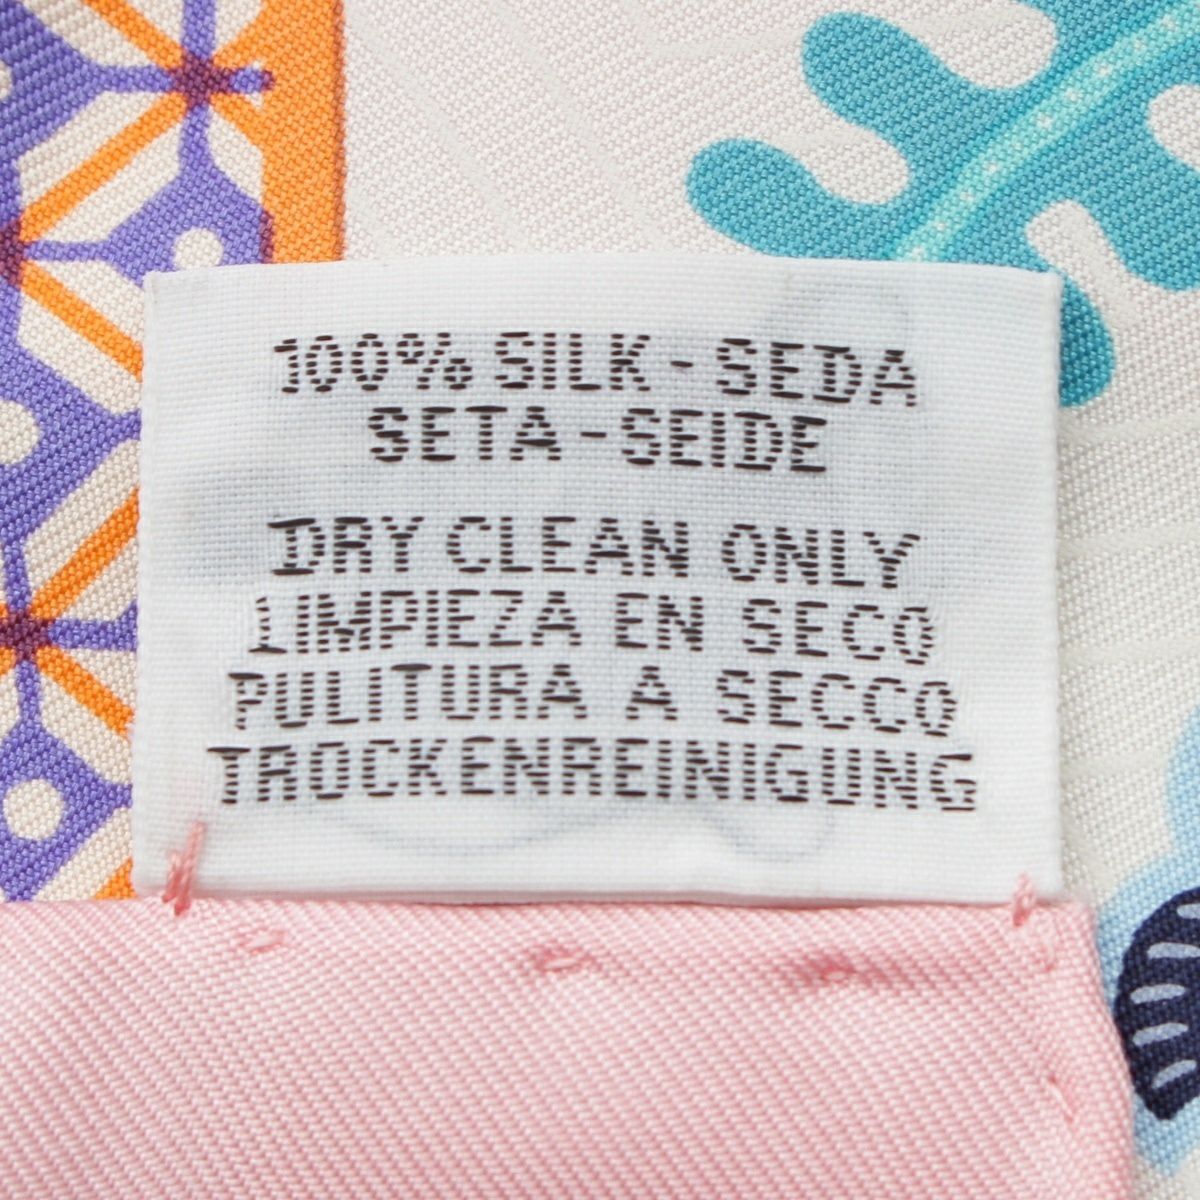 100% SILK - SEDA
SETA - SEIDE
DRY CLEAN ONLY
LIMPIEZA EN SECO
PULITURA A SECCO
TROCKENREINIGUNG